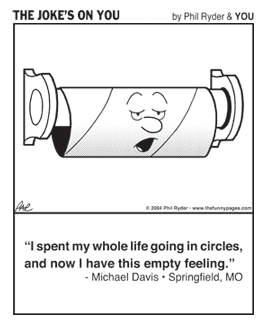 THE JOKE'S ON YOU by Phil Ryder & YOU
© 2004 Phil Ryder - www.thefunnypages.com
"I spent my whole life going in circles,
and now I have this empty feeling."
- Michael Davis • Springfield, MO